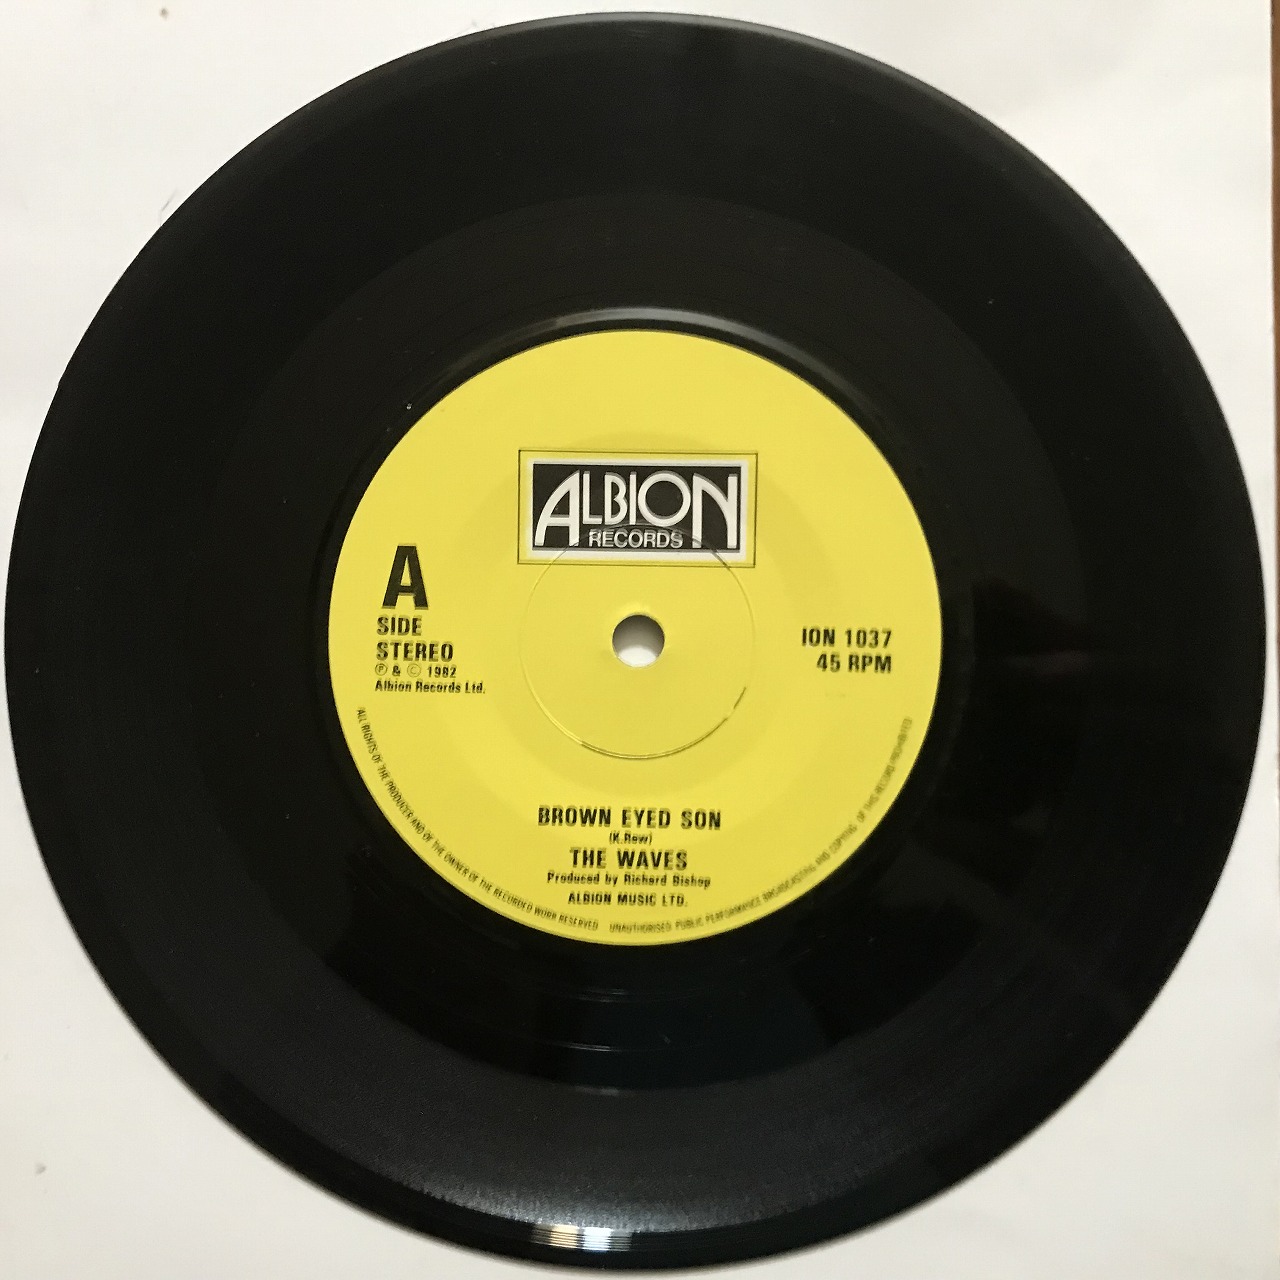 ALBION
RECORDS
A
SIDE
STEREO
Ⓟ & © 1982
Albion Records Ltd.
ION 1037
45 RPM
BROWN EYED SON
(K.Rew)
THE WAVES
Produced by Richard Bishop
ALBION MUSIC LTD.
ALL RIGHTS OF THE PRODUCER AND OF THE OWNER OF THE RECORDED WORK RESERVED UNAUTHORISED PUBLIC PERFORMANCE BROADCASTING AND COPYING OF THIS RECORD PROHIBITED